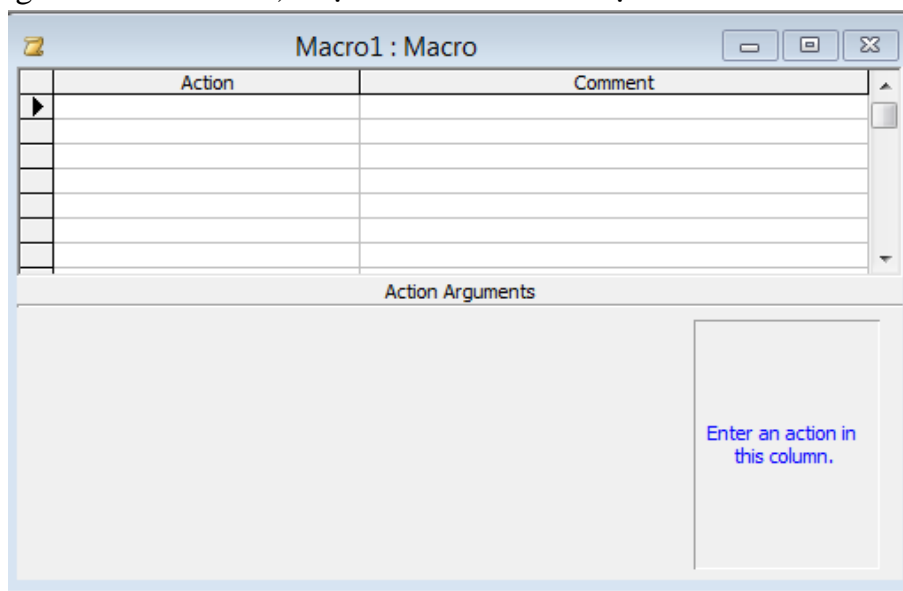 Macro1 : Macro
Action Comment
Action Arguments
Enter an action in
this column.